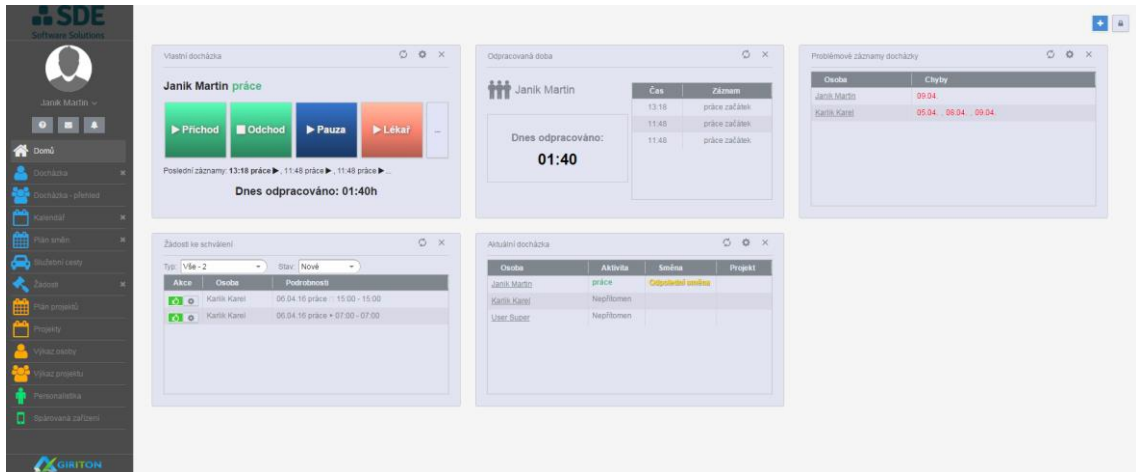 SDE
Software Solutions
Janik Martin
Domů
Docházka
Docházka - přehled
Kalendář
Plán směn
Služební cesty
Žádosti
Plán projektů
Projekty
Výkaz osoby
Výkaz projektu
Personalistika
Spárovaná zařízení
GIRITON
Vlastní docházka
Janik Martin práce
Příchod Odchod Pauza Lékař ...
Poslední záznamy: 13:18 práce , 11:48 práce , 11:48 práce ...
Dnes odpracováno: 01:40h
Odpracovaná doba
Janik Martin
Dnes odpracováno:
01:40
Čas Záznam
13:18 práce začátek
11:48 práce začátek
11:48 práce začátek
Problémové záznamy docházky
Osoba Chyby
Janik Martin 09.04.
Karlik Karel 05.04. , 08.04. , 09.04.
Žádosti ke schválení
Typ: Vše - 2 Stav: Nové
Akce Osoba Podrobnosti
Karlik Karel 06.04.16 práce 15:00 - 15:00
Karlik Karel 06.04.16 práce 07:00 - 07:00
Aktuální docházka
Osoba Aktivita Směna Projekt
Janik Martin práce Odpolední směna
Karlik Karel Nepřítomen
User Super Nepřítomen